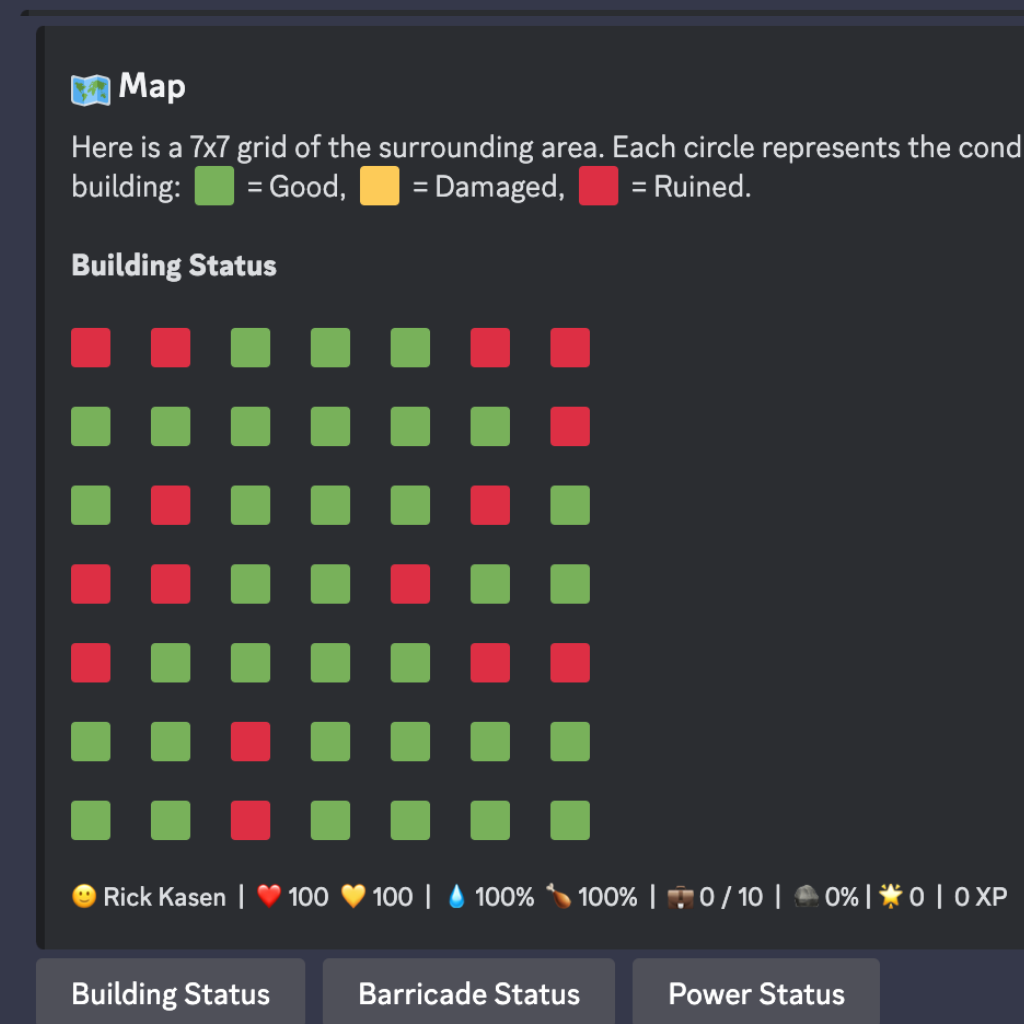 Map
Here is a 7x7 grid of the surrounding area. Each circle represents the cond
building: = Good, = Damaged, = Ruined.
Building Status
Rick Kasen | 100 100 | 100% 100% | 0 / 10 | 0% | 0 | 0 XP
Building Status Barricade Status Power Status